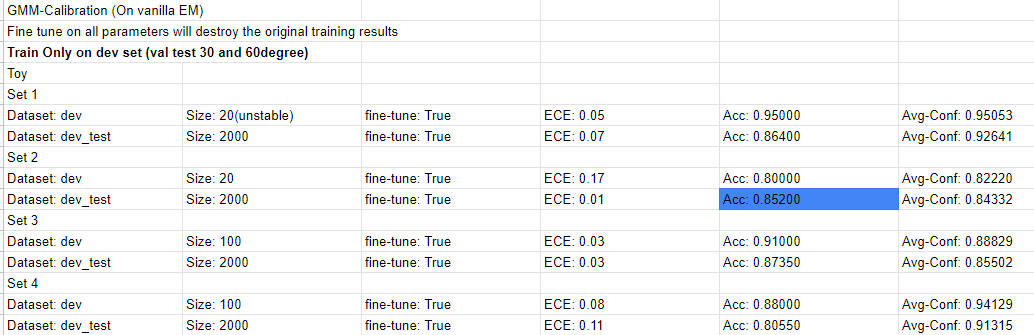 GMM-Calibration (On vanilla EM)
Fine tune on all parameters will destroy the original training results
Train Only on dev set (val test 30 and 60degree)
Toy
Set 1
Dataset: dev Size: 20(unstable) fine-tune: True ECE: 0.05 Acc: 0.95000 Avg-Conf: 0.95053
Dataset: dev_test Size: 2000 fine-tune: True ECE: 0.07 Acc: 0.86400 Avg-Conf: 0.92641
Set 2
Dataset: dev Size: 20 fine-tune: True ECE: 0.17 Acc: 0.80000 Avg-Conf: 0.82220
Dataset: dev_test Size: 2000 fine-tune: True ECE: 0.01 Acc: 0.85200 Avg-Conf: 0.84332
Set 3
Dataset: dev Size: 100 fine-tune: True ECE: 0.03 Acc: 0.91000 Avg-Conf: 0.88829
Dataset: dev_test Size: 2000 fine-tune: True ECE: 0.03 Acc: 0.87350 Avg-Conf: 0.85502
Set 4
Dataset: dev Size: 100 fine-tune: True ECE: 0.08 Acc: 0.88000 Avg-Conf: 0.94129
Dataset: dev_test Size: 2000 fine-tune: True ECE: 0.11 Acc: 0.80550 Avg-Conf: 0.91315